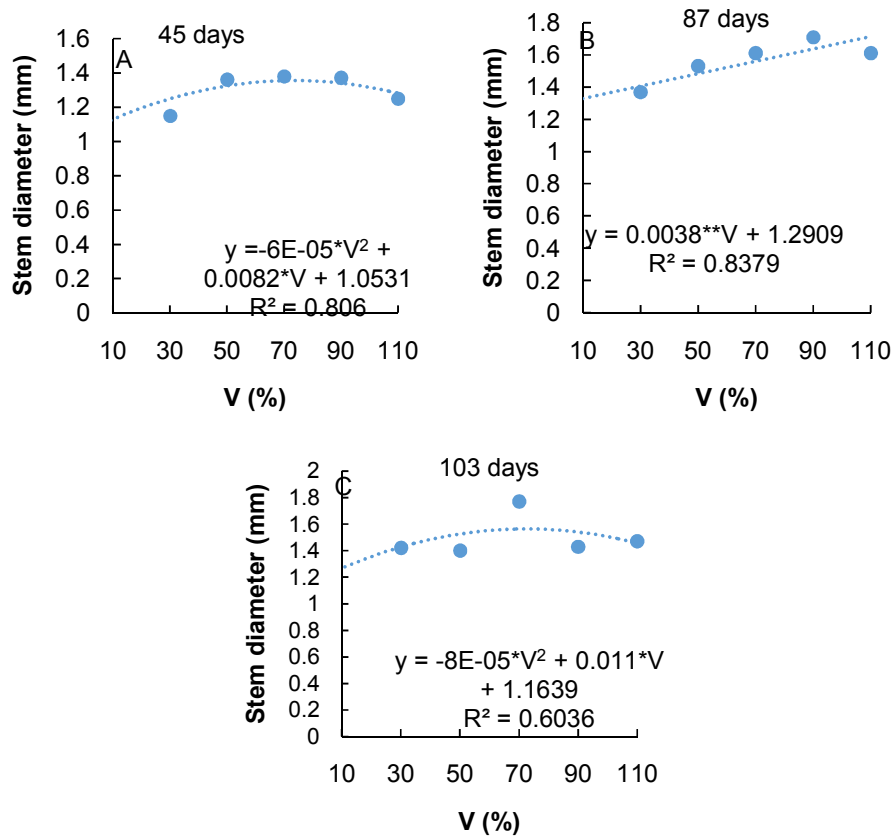 45 days
A
Stem diameter (mm)
1.6
1.4
1.2
1
0.8
0.6
0.4
0.2
0
y =-6E-05*V² +
0.0082*V + 1.0531
R² = 0.806
10 30 50 70 90 110
V (%)
87 days
B
Stem diameter (mm)
1.8
1.6
1.4
1.2
1
0.8
0.6
0.4
0.2
0
y = 0.0038**V + 1.2909
R² = 0.8379
10 30 50 70 90 110
V (%)
103 days
C
Stem diameter (mm)
2
1.8
1.6
1.4
1.2
1
0.8
0.6
0.4
0.2
0
y = -8E-05*V² + 0.011*V
+ 1.1639
R² = 0.6036
10 30 50 70 90 110
V (%)